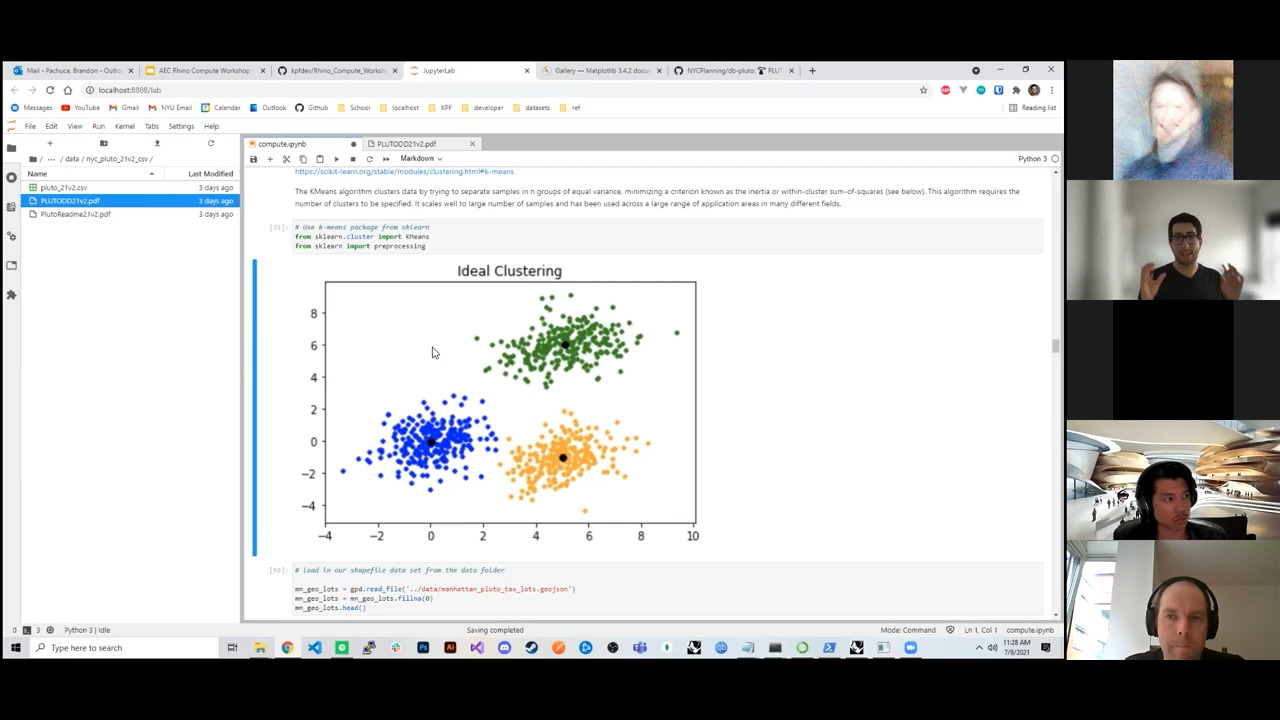 Mail - Pachuca, Brandon - Outlo
AEC Rhino Compute Workshop -
kpfdev/Rhino_Compute_Worksh
JupyterLab
Gallery — Matplotlib 3.4.2 docu
NYCPlanning/db-pluto:
PLUT
localhost:8888/lab
Messages
YouTube
Gmail
NYU Email
Calendar
Outlook
Github
School
localhost
KPF
developer
datasets
ref
Reading list
File Edit View Run Kernel Tabs Settings Help
compute.ipynb
PLUTODD21v2.pdf
/ ... / data / nyc_pluto_21v2_csv /
Markdown
Python 3
Name
Last Modified
pluto_21v2.csv
3 days ago
PLUTODD21v2.pdf
3 days ago
PlutoReadme21v2.pdf
3 days ago
https://scikit-learn.org/stable/modules/clustering.html#k-means
The KMeans algorithm clusters data by trying to separate samples in n groups of equal variance, minimizing a criterion known as the inertia or within-cluster sum-of-squares (see below). This algorithm requires the
number of clusters to be specified. It scales well to large number of samples and has been used across a large range of application areas in many different fields.
# Use k-means package from sklearn
from sklearn.cluster import KMeans
from sklearn import preprocessing
Ideal Clustering
8
6
4
2
0
−2
−4
−4 −2 0 2 4 6 8 10
[60]:
# load in our shapefile data set from the data folder
mn_geo_lots = gpd.read_file('../data/manhattan_pluto_tax_lots.geojson')
mn_geo_lots = mn_geo_lots.fillna(0)
mn_geo_lots.head()
0
3
Python 3 | Idle
Saving completed
Mode: Command
Ln 1, Col 1
compute.ipynb
Type here to search
11:28 AM
7/8/2021